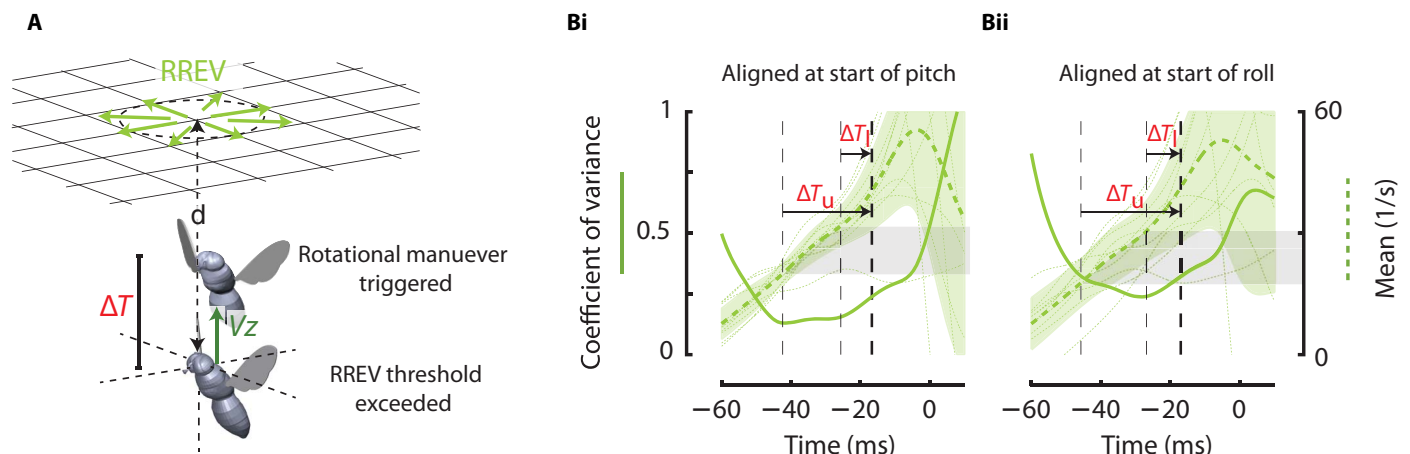 A
RREV
d
Rotational manuever
triggered
ΔT
Vz
RREV threshold
exceeded
Bi
Aligned at start of pitch
Coefficient of variance
1
0.5
0
ΔTl
ΔTu
−60
−40
−20
0
Time (ms)
Bii
Aligned at start of roll
ΔTl
ΔTu
60
0
Mean (1/s)
−60
−40
−20
0
Time (ms)